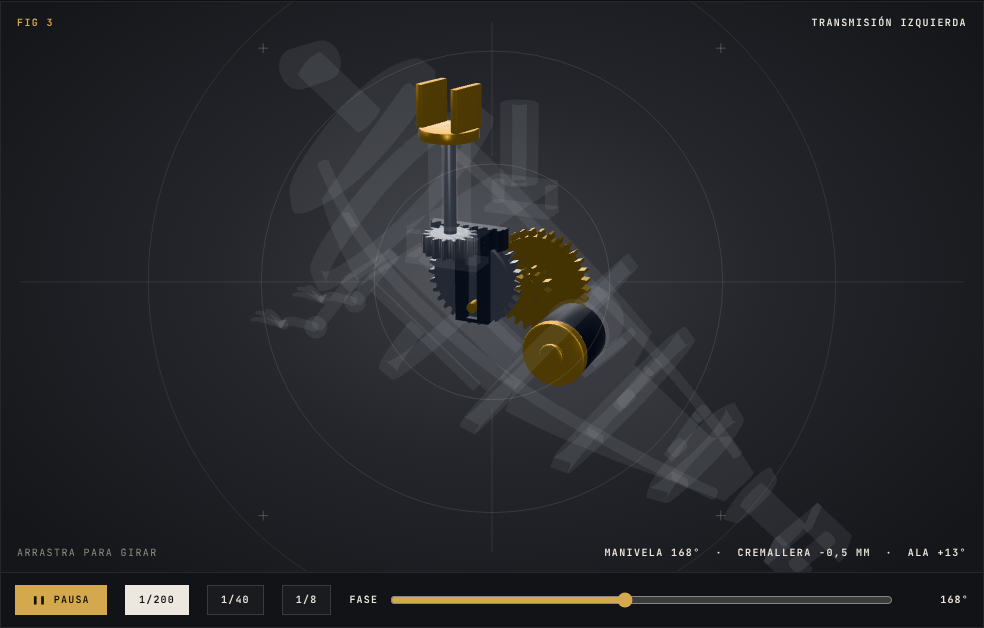 FIG 3
TRANSMISIÓN IZQUIERDA
ARRASTRA PARA GIRAR
MANIVELA 168° · CREMALLERA -0,5 MM · ALA +13°
PAUSA
1/200
1/40
1/8
FASE
168°